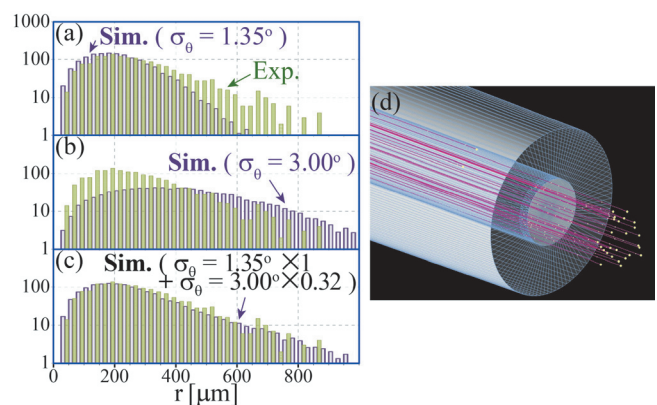 1000
100
10
1
(a)
Sim. ( σθ = 1.35° )
Exp.
100
10
1
(b)
Sim. ( σθ = 3.00° )
100
10
1
(c)
Sim. ( σθ = 1.35° ×1
+ σθ = 3.00° ×0.32 )
0 200 400 600 800
r [μm]
(d)